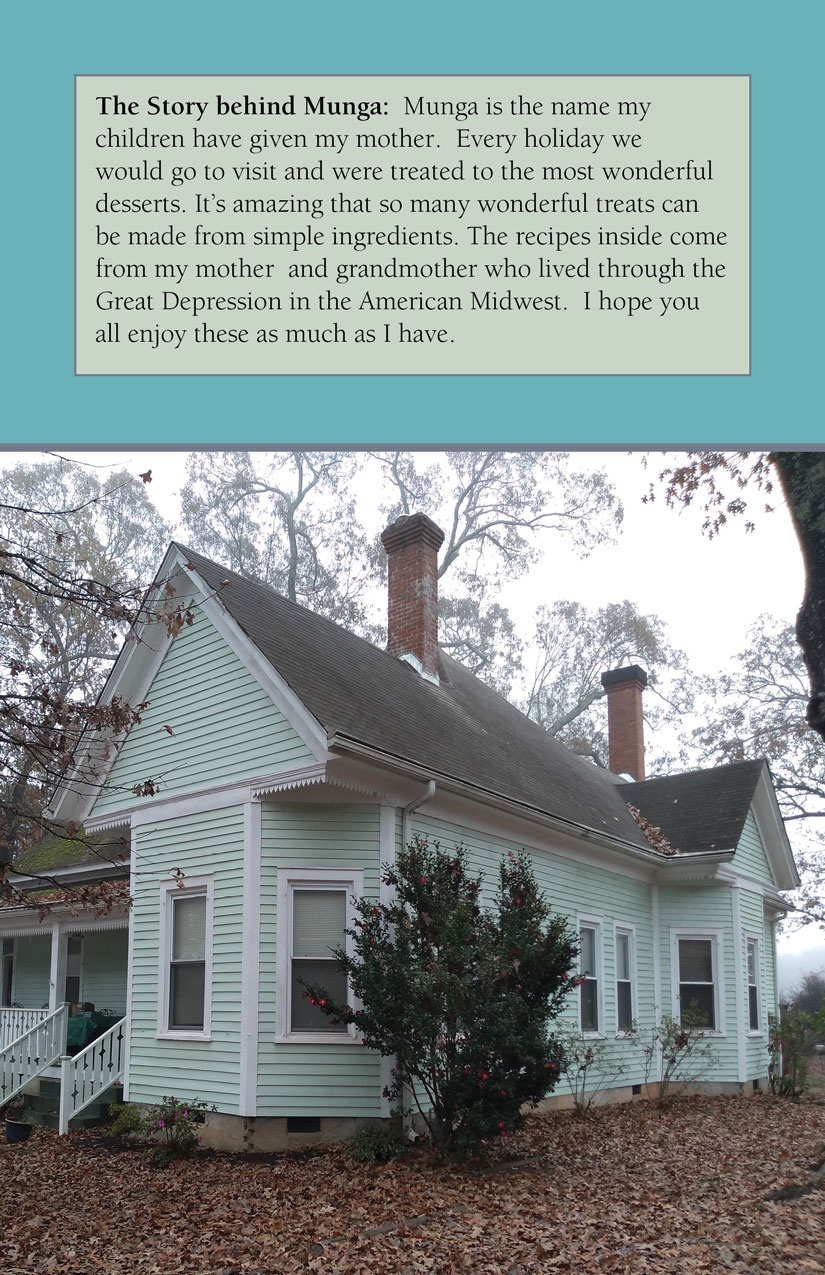 The Story behind Munga:  Munga is the name my
children have given my mother.  Every holiday we
would go to visit and were treated to the most wonderful
desserts. It’s amazing that so many wonderful treats can
be made from simple ingredients. The recipes inside come
from my mother  and grandmother who lived through the
Great Depression in the American Midwest.  I hope you
all enjoy these as much as I have.